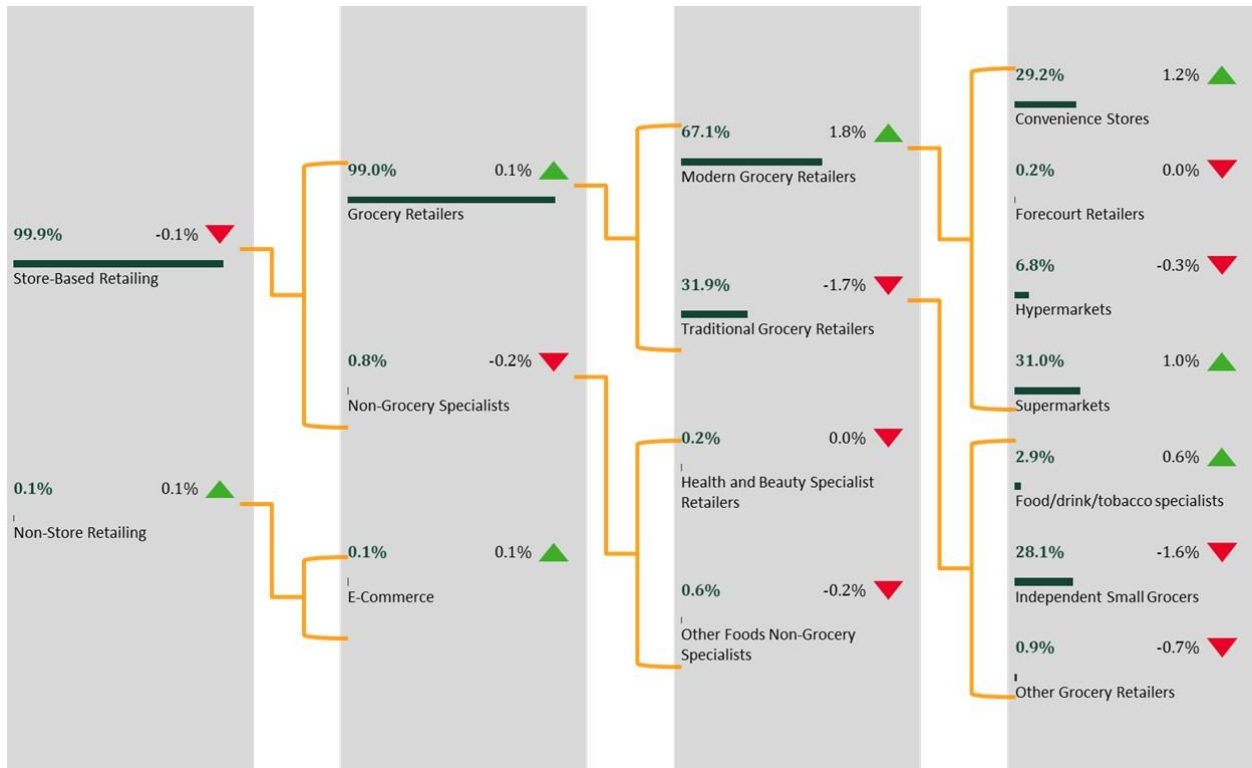 99.9% -0.1%
Store-Based Retailing
0.1% 0.1%
Non-Store Retailing
99.0% 0.1%
Grocery Retailers
0.8% -0.2%
Non-Grocery Specialists
0.1% 0.1%
E-Commerce
67.1% 1.8%
Modern Grocery Retailers
31.9% -1.7%
Traditional Grocery Retailers
0.2% 0.0%
Health and Beauty Specialist
Retailers
0.6% -0.2%
Other Foods Non-Grocery
Specialists
29.2% 1.2%
Convenience Stores
0.2% 0.0%
Forecourt Retailers
6.8% -0.3%
Hypermarkets
31.0% 1.0%
Supermarkets
2.9% 0.6%
Food/drink/tobacco specialists
28.1% -1.6%
Independent Small Grocers
0.9% -0.7%
Other Grocery Retailers